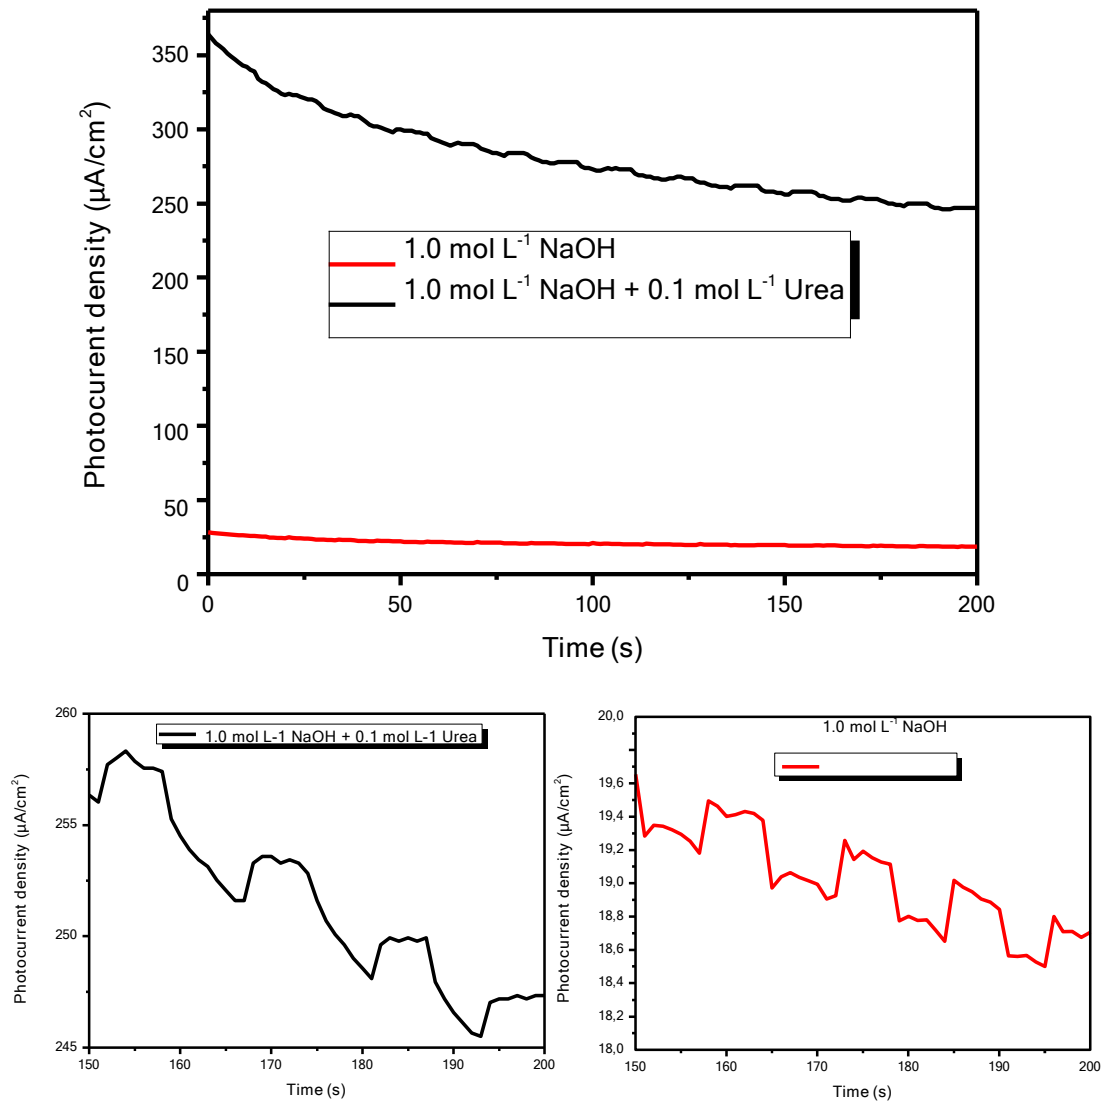 Photocurent density (µA/cm²)
350
300
250
200
150
100
50
0
1.0 mol L⁻¹ NaOH
1.0 mol L⁻¹ NaOH + 0.1 mol L⁻¹ Urea
0 50 100 150 200
Time (s)
Photocurrent density (µA/cm²)
260
255
250
245
1.0 mol L-1 NaOH + 0.1 mol L-1 Urea
150 160 170 180 190 200
Time (s)
Photocurrent density (µA/cm²)
20,0
19,6
19,4
19,2
19,0
18,8
18,6
18,4
18,2
18,0
1.0 mol L⁻¹ NaOH
150 160 170 180 190 200
Time (s)